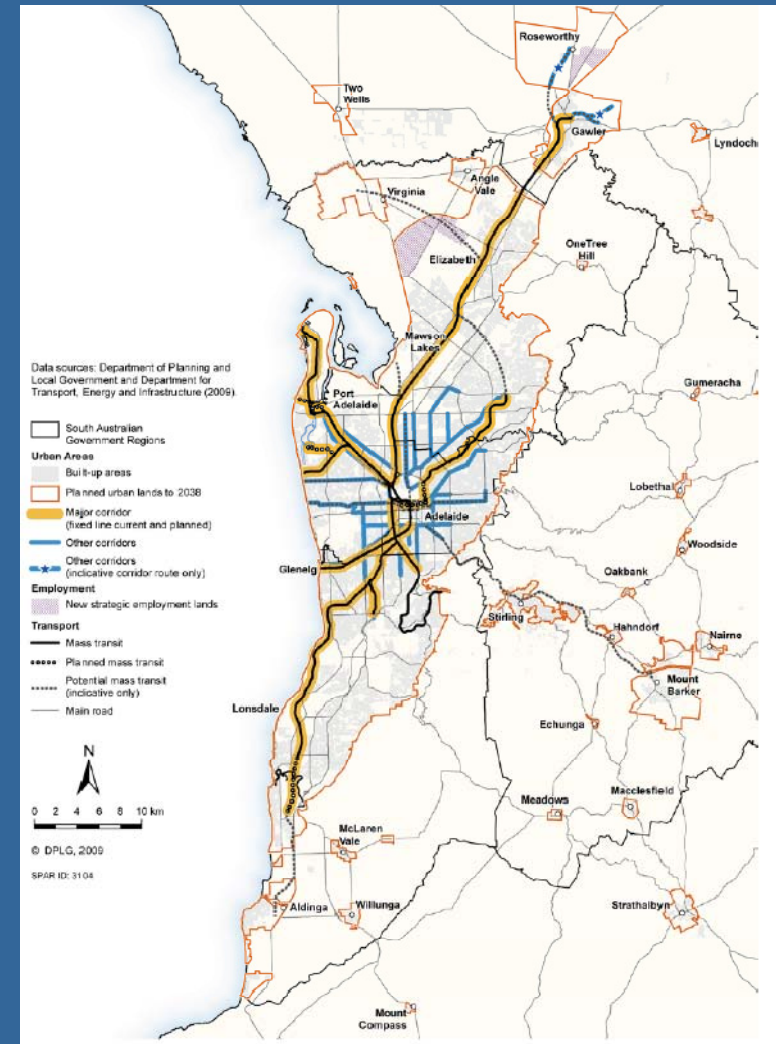 Roseworthy
Two
Wells
Gawler
Lyndoch
Angle
Vale
Virginia
OneTree
Hill
Elizabeth
Mawson
Lakes
Data sources: Department of Planning and
Local Government and Department for
Transport, Energy and Infrastructure (2009)
Port
Adelaide
Gumeracha
South Australian
Government Regions
Urban Areas
Built-up areas
Planned urban lands to 2038
Major corridor
(fixed line current and planned)
Other corridors
Other corridors
(indicative corridor route only)
Employment
New strategic employment lands
Transport
Mass transit
Planned mass transit
Potential mass transit
(indicative only)
Main road
Lobethal
Adelaide
Woodside
Glenelg
Oakbank
Stirling
Hahndorf
Nairne
Mount
Barker
Lonsdale
Echunga
N
0 2 4 6 8 10 km
Meadows
Macclesfield
© DPLG, 2009
McLaren
Vale
SPAR ID: 3104
Aldinga
Willunga
Strathalbyn
Mount
Compass